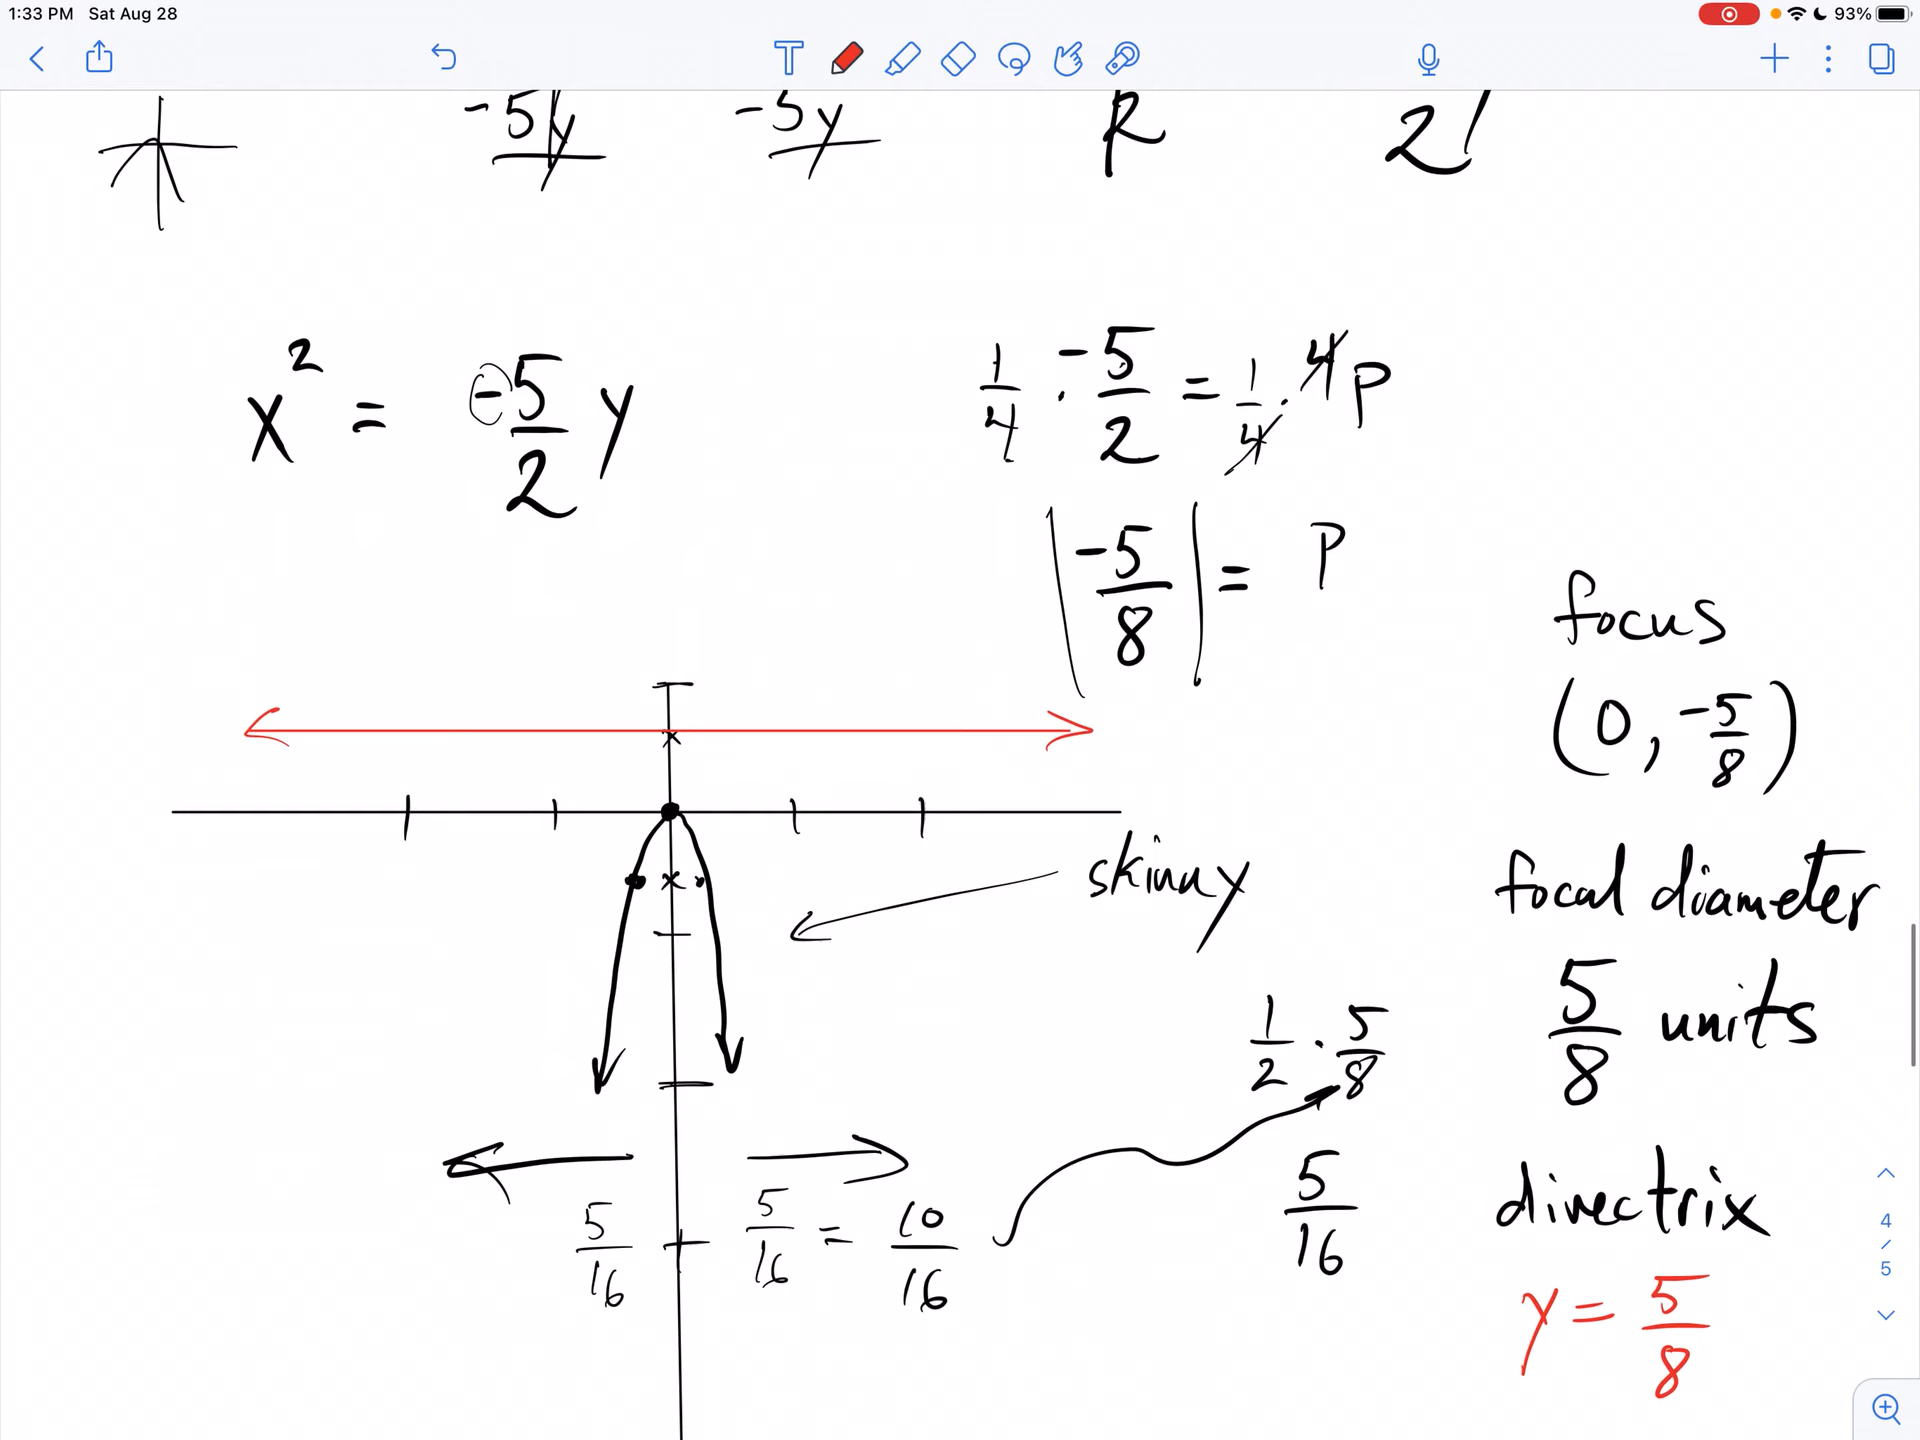 1:33 PM Sat Aug 28
93%
T
-5y -5y R 2
x² = -5/2 y
1/4 · -5/2 = 1/4 · 4P
|-5/8| = P
focus
(0, -5/8)
skinny
focal diameter
5/8 units
1/2 · 5/8
5/16
directrix
y = 5/8
5/16 + 5/16 = 10/16
4/5